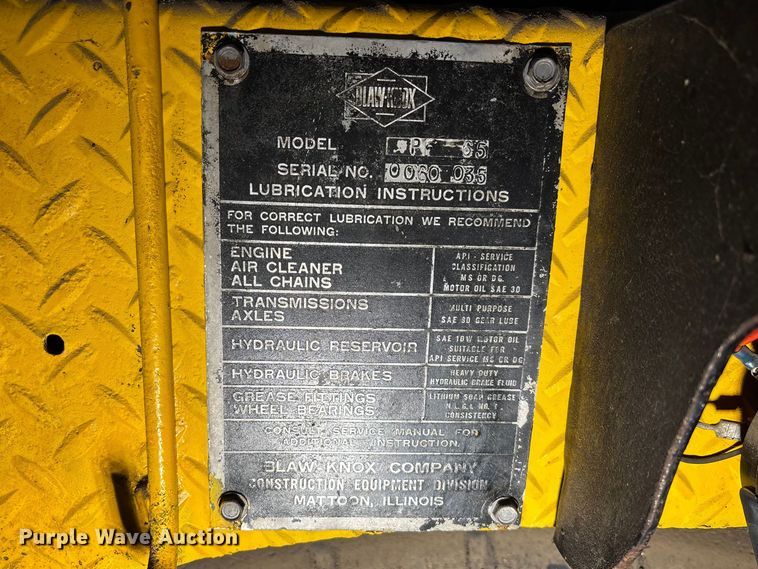 BLAW-KNOX
MODEL
SERIAL NO. 0060 035
LUBRICATION INSTRUCTIONS
FOR CORRECT LUBRICATION WE RECOMMEND
THE FOLLOWING:
ENGINE
AIR CLEANER
ALL CHAINS
API - SERVICE
CLASSIFICATION
MS OR DG
MOTOR OIL SAE 30
TRANSMISSIONS
AXLES
MULTI PURPOSE
SAE 90 GEAR LUBE
HYDRAULIC RESERVOIR
SAE 10W MOTOR OIL
SUITABLE FOR
API SERVICE MS OR DG
HYDRAULIC BRAKES
HEAVY DUTY
HYDRAULIC BRAKE FLUID
GREASE FITTINGS
WHEEL BEARINGS
LITHIUM SOAP GREASE
N.L.G.I. NO. 1
CONSISTENCY
CONSULT SERVICE MANUAL FOR
ADDITIONAL INSTRUCTION.
BLAW KNOX COMPANY
CONSTRUCTION EQUIPMENT DIVISION
MATTOON, ILLINOIS
Purple Wave Auction